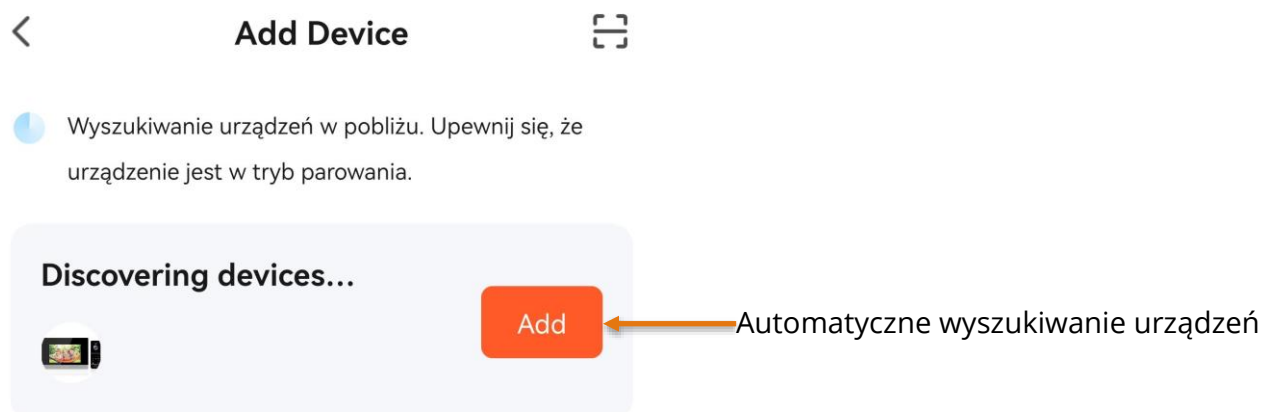 Add Device
Wyszukiwanie urządzeń w pobliżu. Upewnij się, że
urządzenie jest w tryb parowania.
Discovering devices...
Add
Automatyczne wyszukiwanie urządzeń